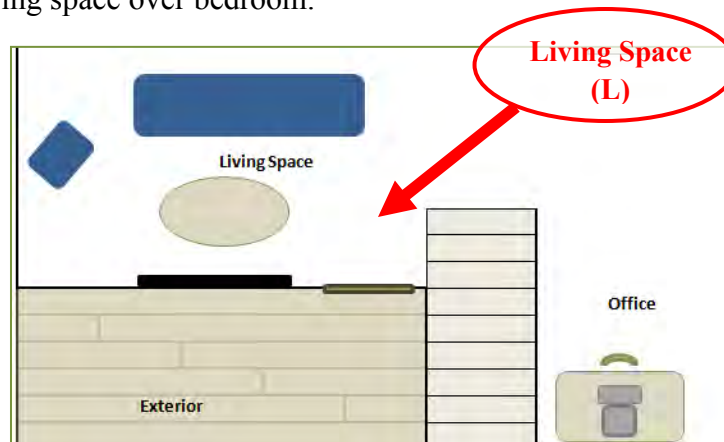 ing space over bedroom.
Living Space
(L)
Living Space
Office
Exterior